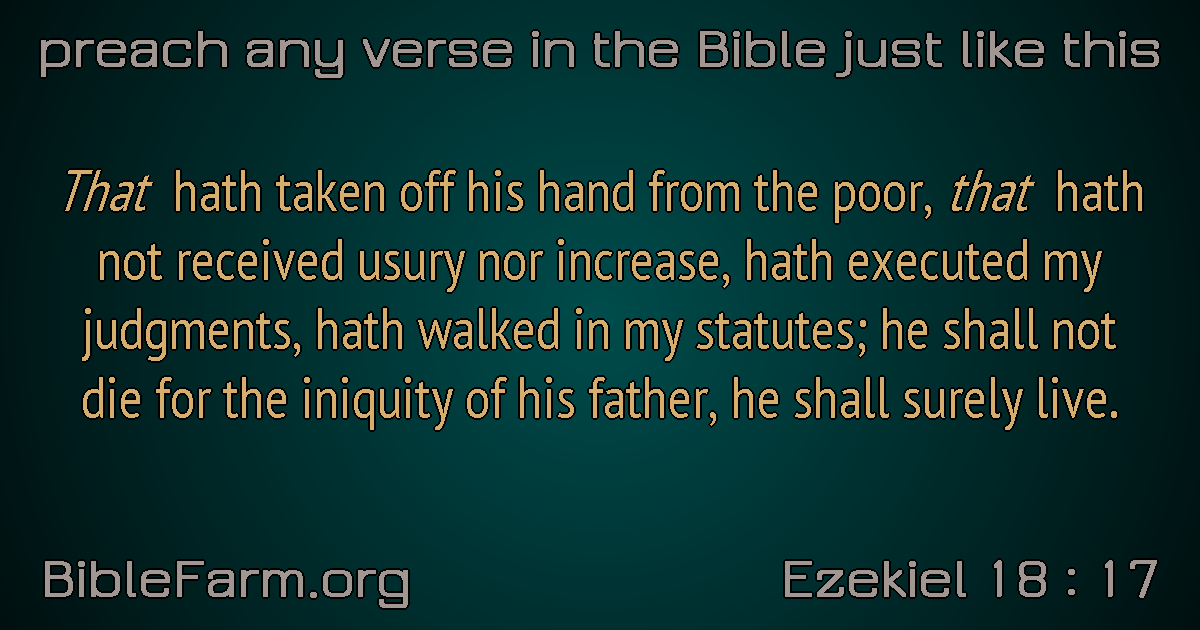 preach any verse in the Bible just like this
That hath taken off his hand from the poor, that hath
not received usury nor increase, hath executed my
judgments, hath walked in my statutes; he shall not
die for the iniquity of his father, he shall surely live.
BibleFarm.org
Ezekiel 18 : 17